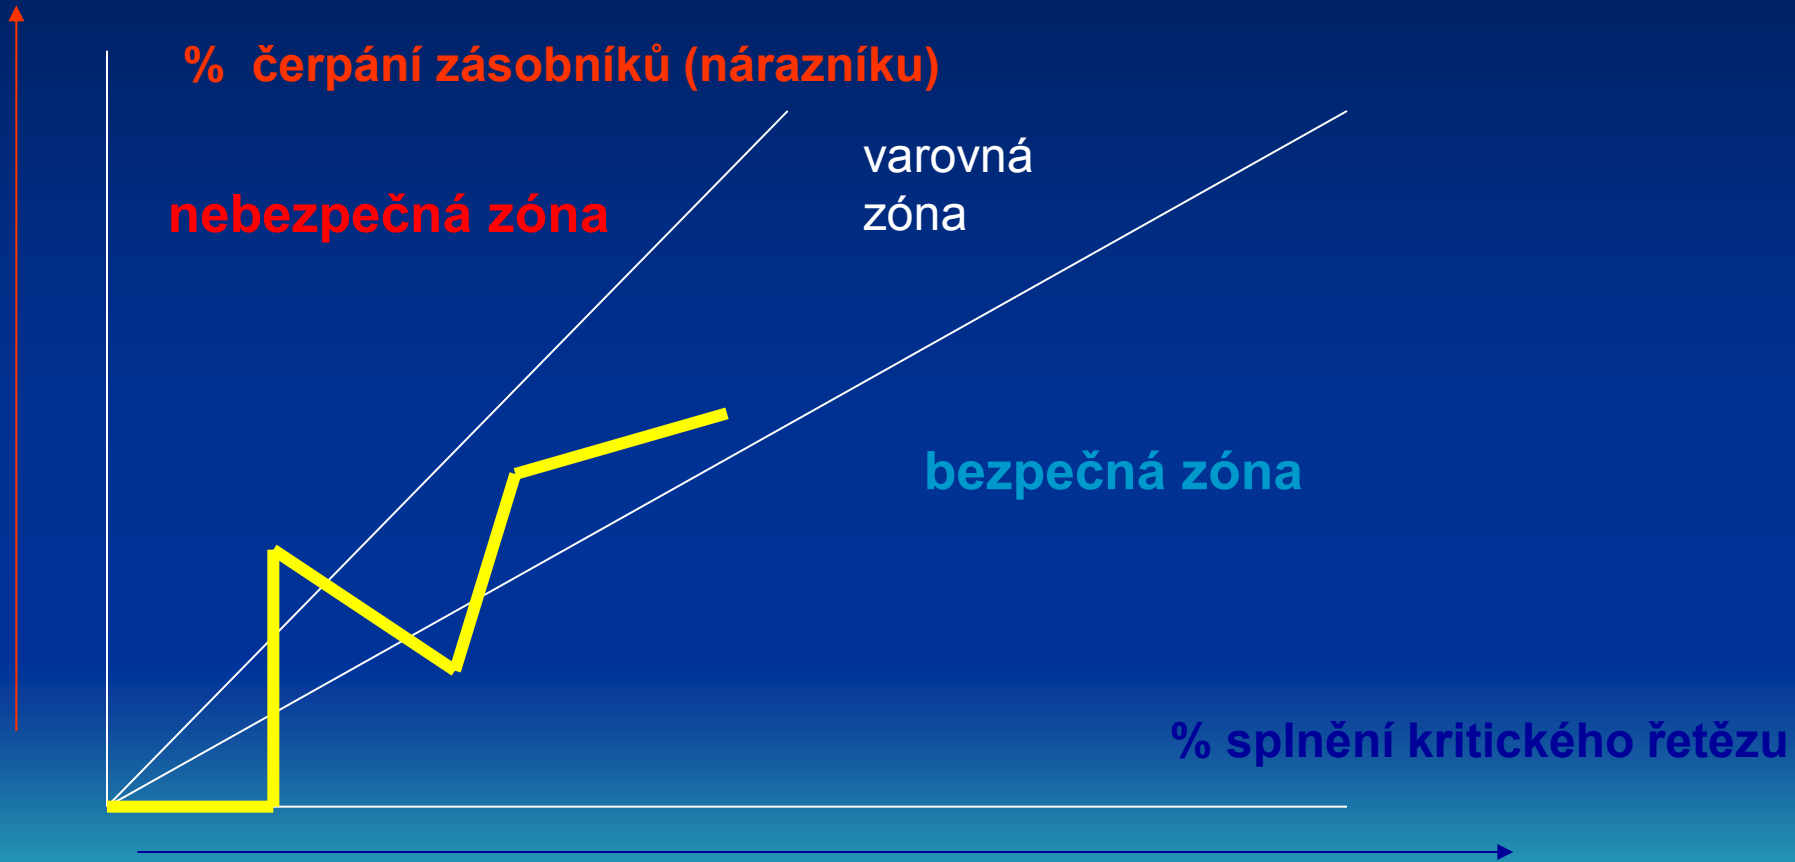 % čerpání zásobníků (nárazníku)
varovná
zóna
nebezpečná zóna
bezpečná zóna
% splnění kritického řetězu